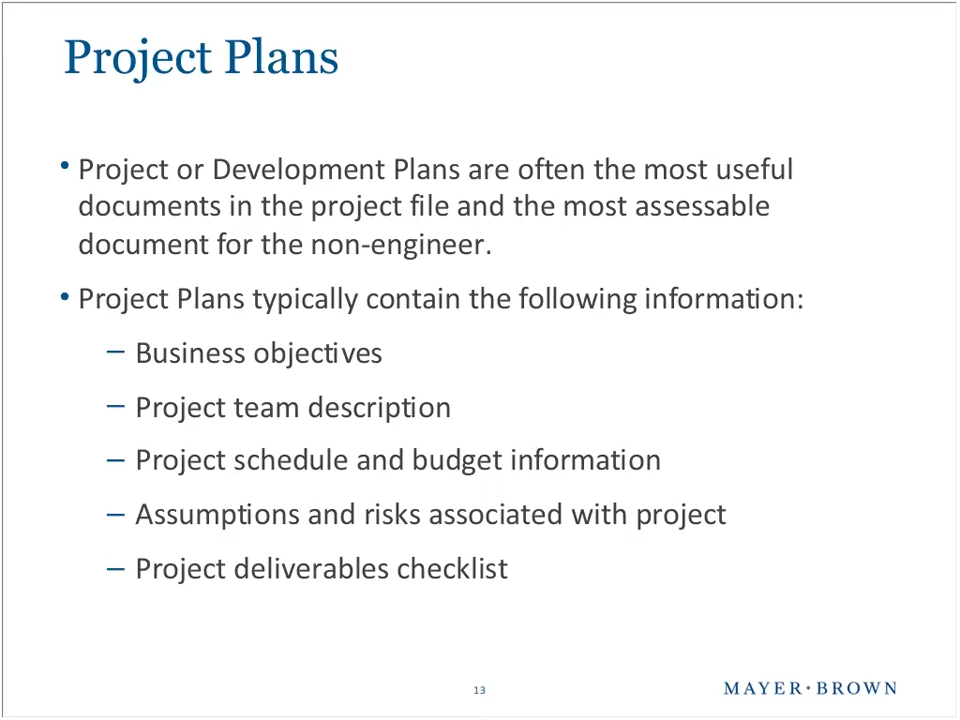 Project Plans
• Project or Development Plans are often the most useful
documents in the project file and the most assessable
document for the non-engineer.
• Project Plans typically contain the following information:
– Business objectives
– Project team description
– Project schedule and budget information
– Assumptions and risks associated with project
– Project deliverables checklist
13
MAYER • BROWN